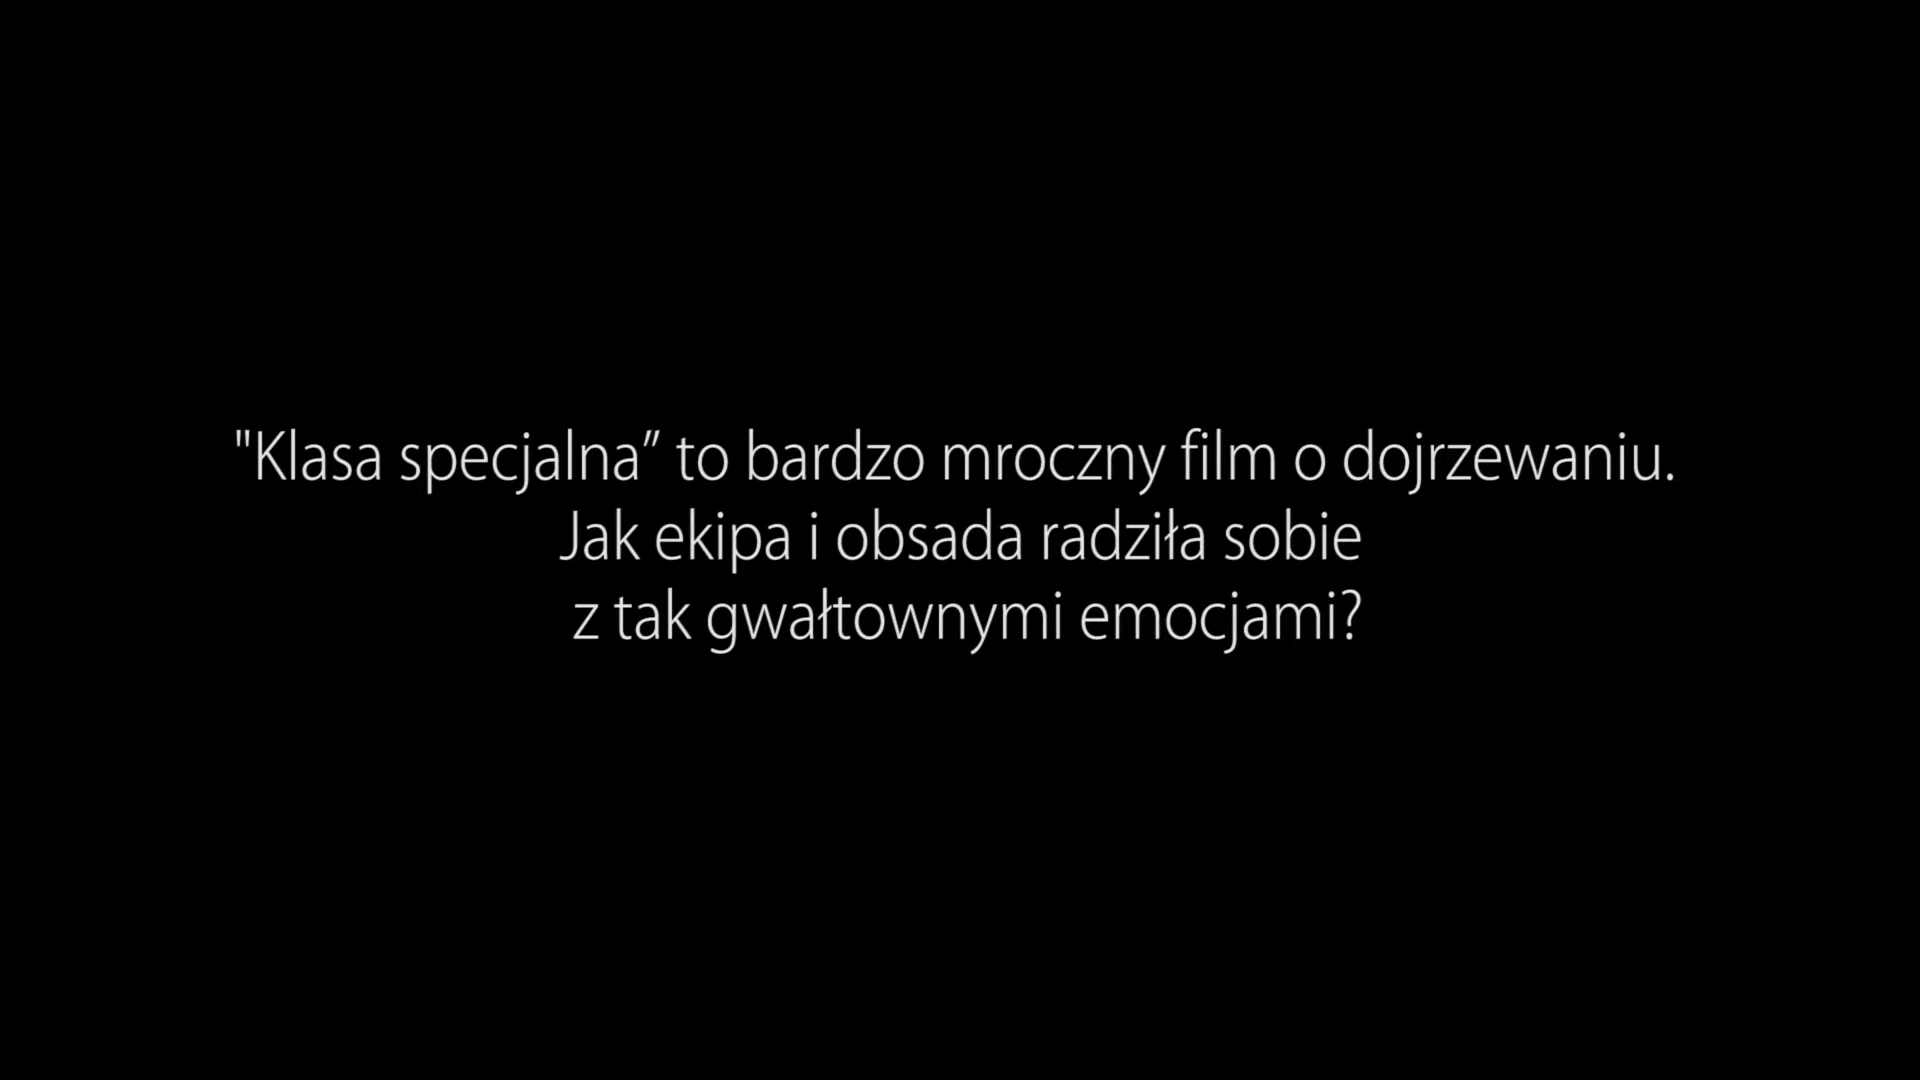 "Klasa specjalna” to bardzo mroczny film o dojrzewaniu.
Jak ekipa i obsada radziła sobie
z tak gwałtownymi emocjami?